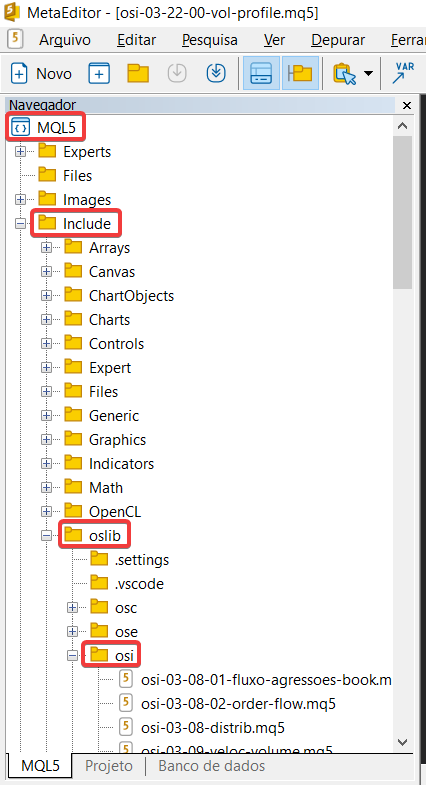 MetaEditor - [osi-03-22-00-vol-profile.mq5]
Arquivo Editar Pesquisa Ver Depurar Ferra
Novo VAR
Navegador
MQL5
Experts
Files
Images
Include
Arrays
Canvas
ChartObjects
Charts
Controls
Expert
Files
Generic
Graphics
Indicators
Math
OpenCL
oslib
.settings
.vscode
osc
ose
osi
osi-03-08-01-fluxo-agressoes-book.m
osi-03-08-02-order-flow.mq5
osi-03-08-distrib.mq5
osi-03-09-veloc-volume.mq5
MQL5 Projeto Banco de dados